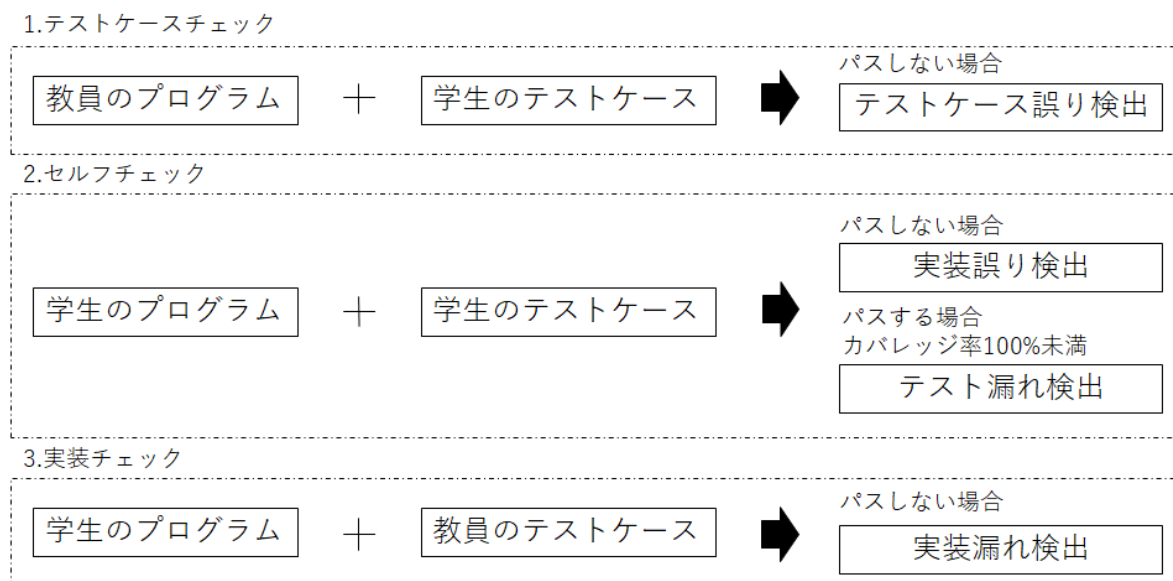 1.テストケースチェック
パスしない場合
教員のプログラム + 学生のテストケース テストケース誤り検出
2.セルフチェック
パスしない場合
実装誤り検出
学生のプログラム + 学生のテストケース
パスする場合
カバレッジ率100%未満
テスト漏れ検出
3.実装チェック
パスしない場合
学生のプログラム + 教員のテストケース 実装漏れ検出